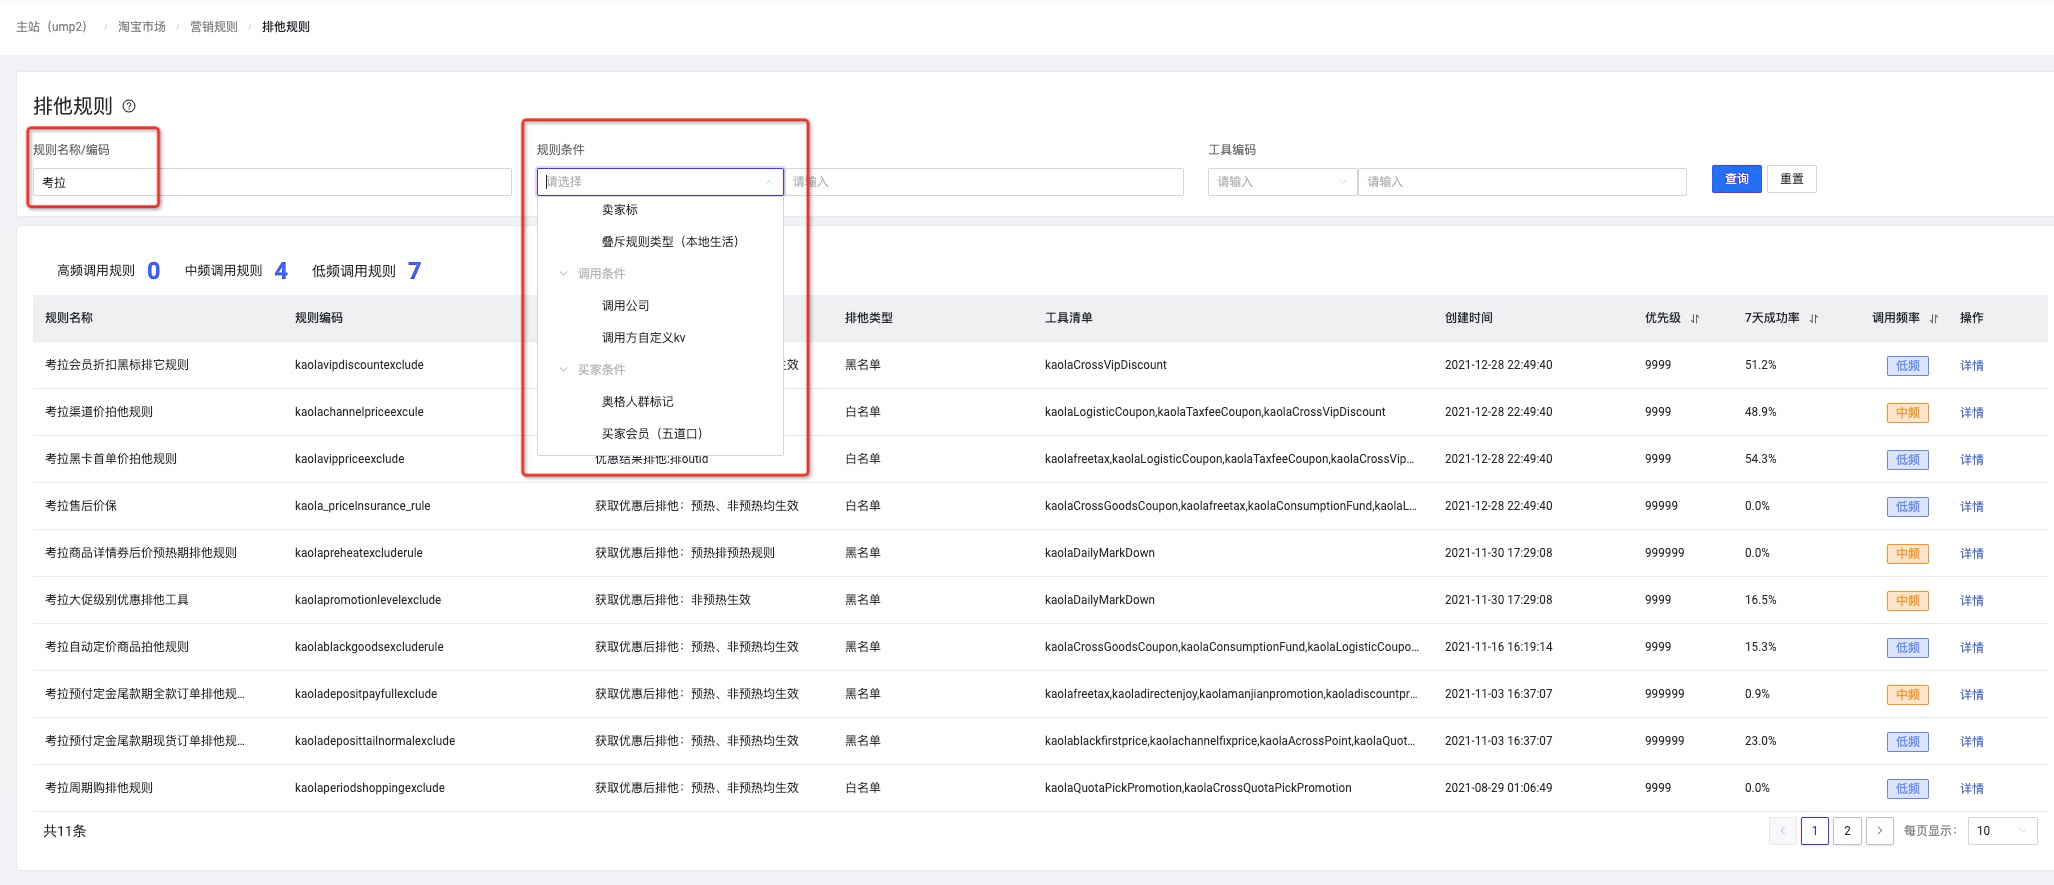 主站（ump2） / 淘宝市场 / 营销规则 / 排他规则
排他规则
规则名称/编码
考拉
规则条件
请选择
请输入
卖家标
叠斥规则类型（本地生活）
调用条件
调用公司
调用方自定义kv
买家条件
奥格人群标记
买家会员（五道口）
工具编码
请输入
请输入
查询
重置
高频调用规则 0 中频调用规则 4 低频调用规则 7
规则名称 规则编码 排他类型 工具清单 创建时间 优先级 7天成功率 调用频率 操作
考拉会员折扣黑标排它规则 kaolavipdiscountexclude 生效 黑名单 kaolaCrossVipDiscount 2021-12-28 22:49:40 9999 51.2% 低频 详情
考拉渠道价拍他规则 kaolachannelpriceexcule 白名单 kaolaLogisticCoupon,kaolaTaxfeeCoupon,kaolaCrossVipDiscount 2021-12-28 22:49:40 9999 48.9% 中频 详情
考拉黑卡首单价拍他规则 kaolavippriceexclude 优惠结果排他:排outid 白名单 kaolafreetax,kaolaLogisticCoupon,kaolaTaxfeeCoupon,kaolaCrossVip... 2021-12-28 22:49:40 9999 54.3% 低频 详情
考拉售后价保 kaola_priceInsurance_rule 获取优惠后排他：预热、非预热均生效 白名单 kaolaCrossGoodsCoupon,kaolafreetax,kaolaConsumptionFund,kaolaL... 2021-12-28 22:49:40 99999 0.0% 低频 详情
考拉商品详情券后价预热期排他规则 kaolapreheatexcluderule 获取优惠后排他：预热排预热规则 黑名单 kaolaDailyMarkDown 2021-11-30 17:29:08 999999 0.0% 中频 详情
考拉大促级别优惠排他工具 kaolapromotionlevelexclude 获取优惠后排他：非预热生效 黑名单 kaolaDailyMarkDown 2021-11-30 17:29:08 9999 16.5% 中频 详情
考拉自动定价商品拍他规则 kaolablackgoodsexcluderule 获取优惠后排他：预热、非预热均生效 黑名单 kaolaCrossGoodsCoupon,kaolaConsumptionFund,kaolaLogisticCoupo... 2021-11-16 16:19:14 9999 15.3% 低频 详情
考拉预付定金尾款期全款订单排他规... kaoladepositpayfullexclude 获取优惠后排他：预热、非预热均生效 黑名单 kaolafreetax,kaoladirectenjoy,kaolamanjianpromotion,kaoladiscountpr... 2021-11-03 16:37:07 999999 0.9% 中频 详情
考拉预付定金尾款期现货订单排他规... kaoladeposittailnormalexclude 获取优惠后排他：预热、非预热均生效 黑名单 kaolablackfirstprice,kaolachannelfixprice,kaolaAcrossPoint,kaolaQuot... 2021-11-03 16:37:07 999999 23.0% 低频 详情
考拉周期购排他规则 kaolaperiodshoppingexclude 获取优惠后排他：预热、非预热均生效 白名单 kaolaQuotaPickPromotion,kaolaCrossQuotaPickPromotion 2021-08-29 01:06:49 9999 0.0% 低频 详情
共11条 1 2 每页显示： 10